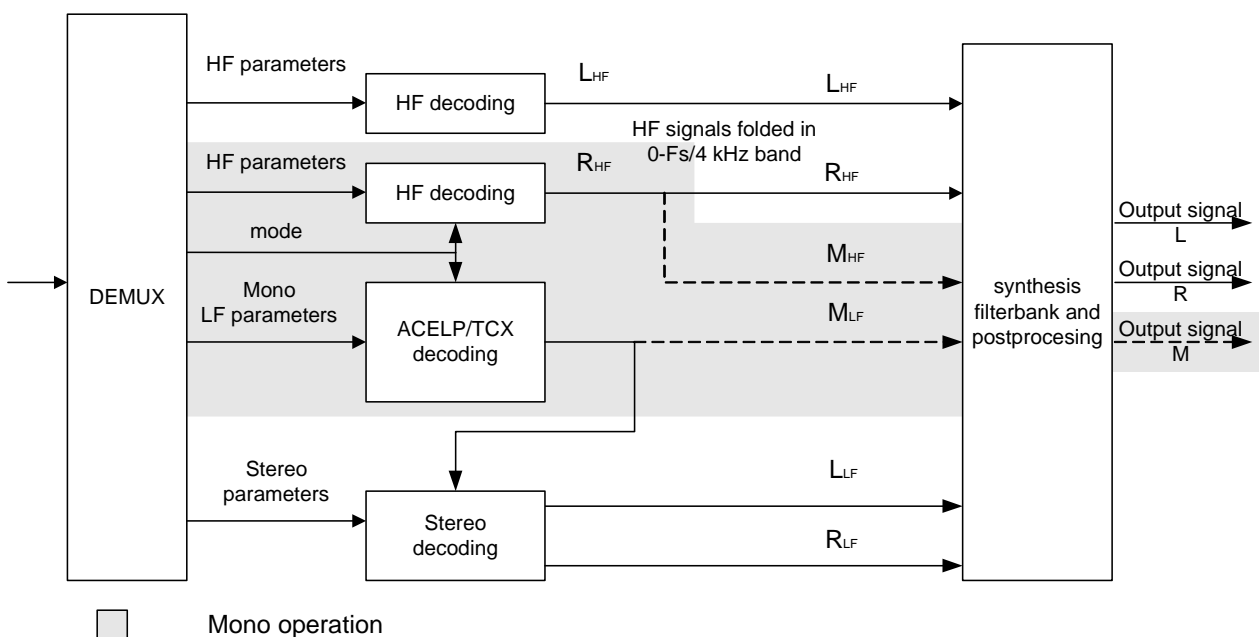 HF parameters
LHF
LHF
HF decoding
HF signals folded in
0-Fs/4 kHz band
HF parameters
RHF
HF decoding
RHF
mode
Output signal
L
DEMUX
Mono
LF parameters
MHF
Output signal
R
synthesis
filterbank and
postprocesing
ACELP/TCX
decoding
MLF
Output signal
M
Stereo
parameters
LLF
Stereo
decoding
RLF
Mono operation